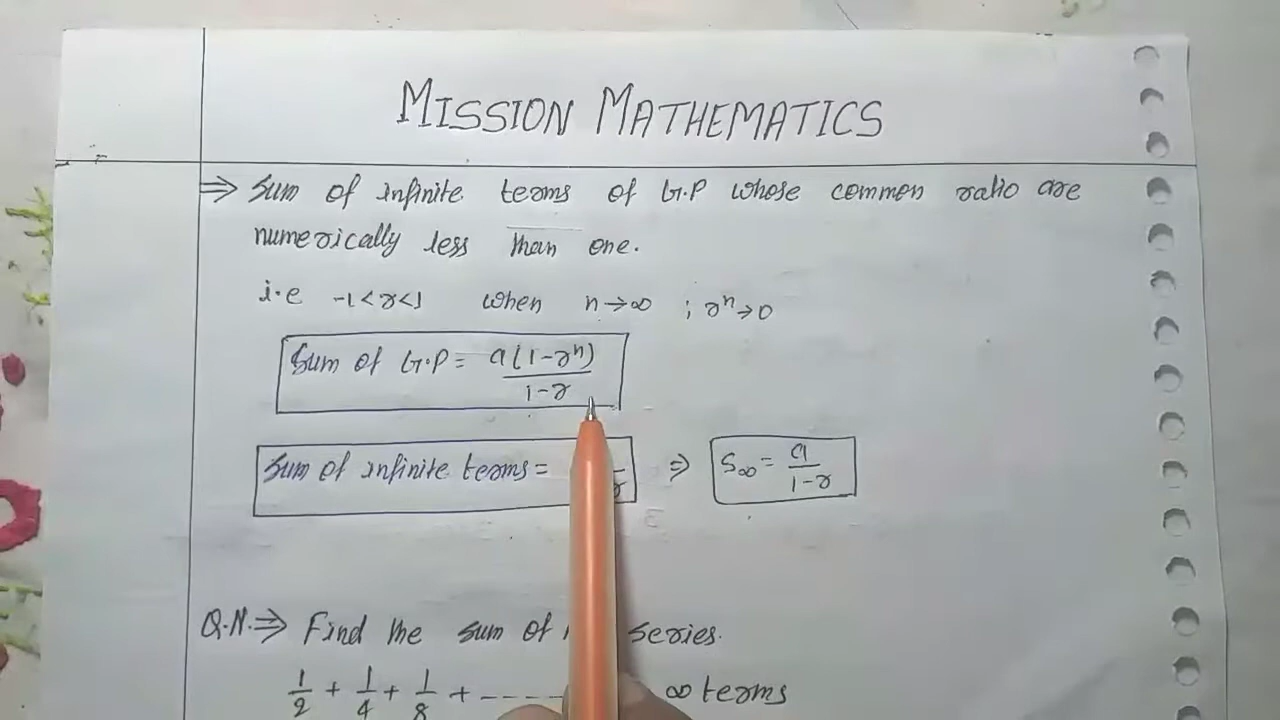 MISSION MATHEMATICS
⇒ Sum of infinite terms of G.P whose common ratio are
numerically less than one.
i.e -1<r<1 when n→∞ ; rⁿ→0
Sum of G.P = a(1-rⁿ)/1-r
Sum of infinite terms = ⇒ S∞ = a/1-r
Q.N.⇒ Find the sum of series.
1/2 + 1/4 + 1/8 + ----- ∞ terms